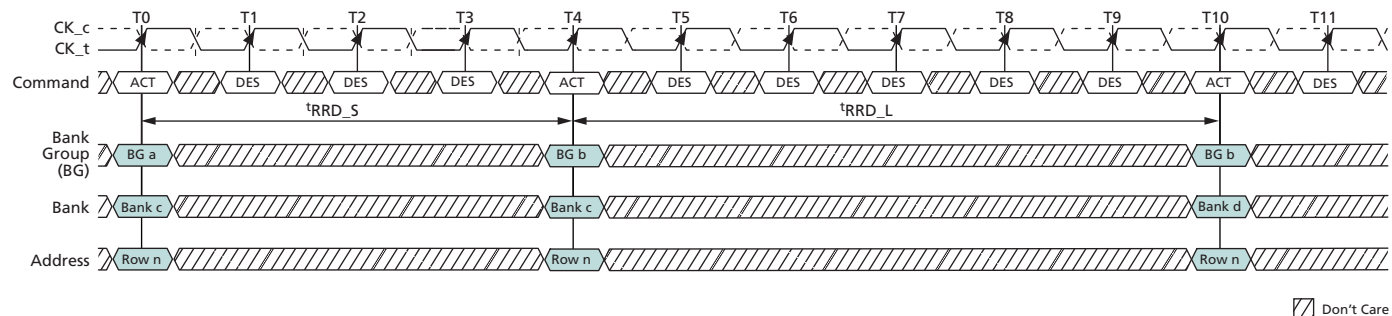 T0 T1 T2 T3 T4 T5 T6 T7 T8 T9 T10 T11
CK_c
CK_t
Command ACT DES DES DES ACT DES DES DES DES DES ACT DES
tRRD_S tRRD_L
Bank
Group
(BG)
BG a BG b BG b
Bank Bank c Bank c Bank d
Address Row n Row n Row n
Don't Care